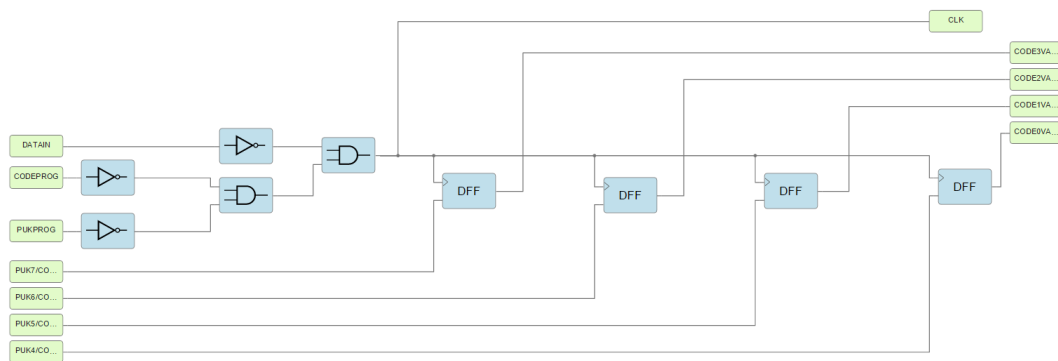 CLK
CODE3VA...
CODE2VA...
CODE1VA...
CODE0VA...
DATAIN
CODEPROG
PUKPROG
DFF
DFF
DFF
DFF
PUK7/CO...
PUK6/CO...
PUK5/CO...
PUK4/CO...